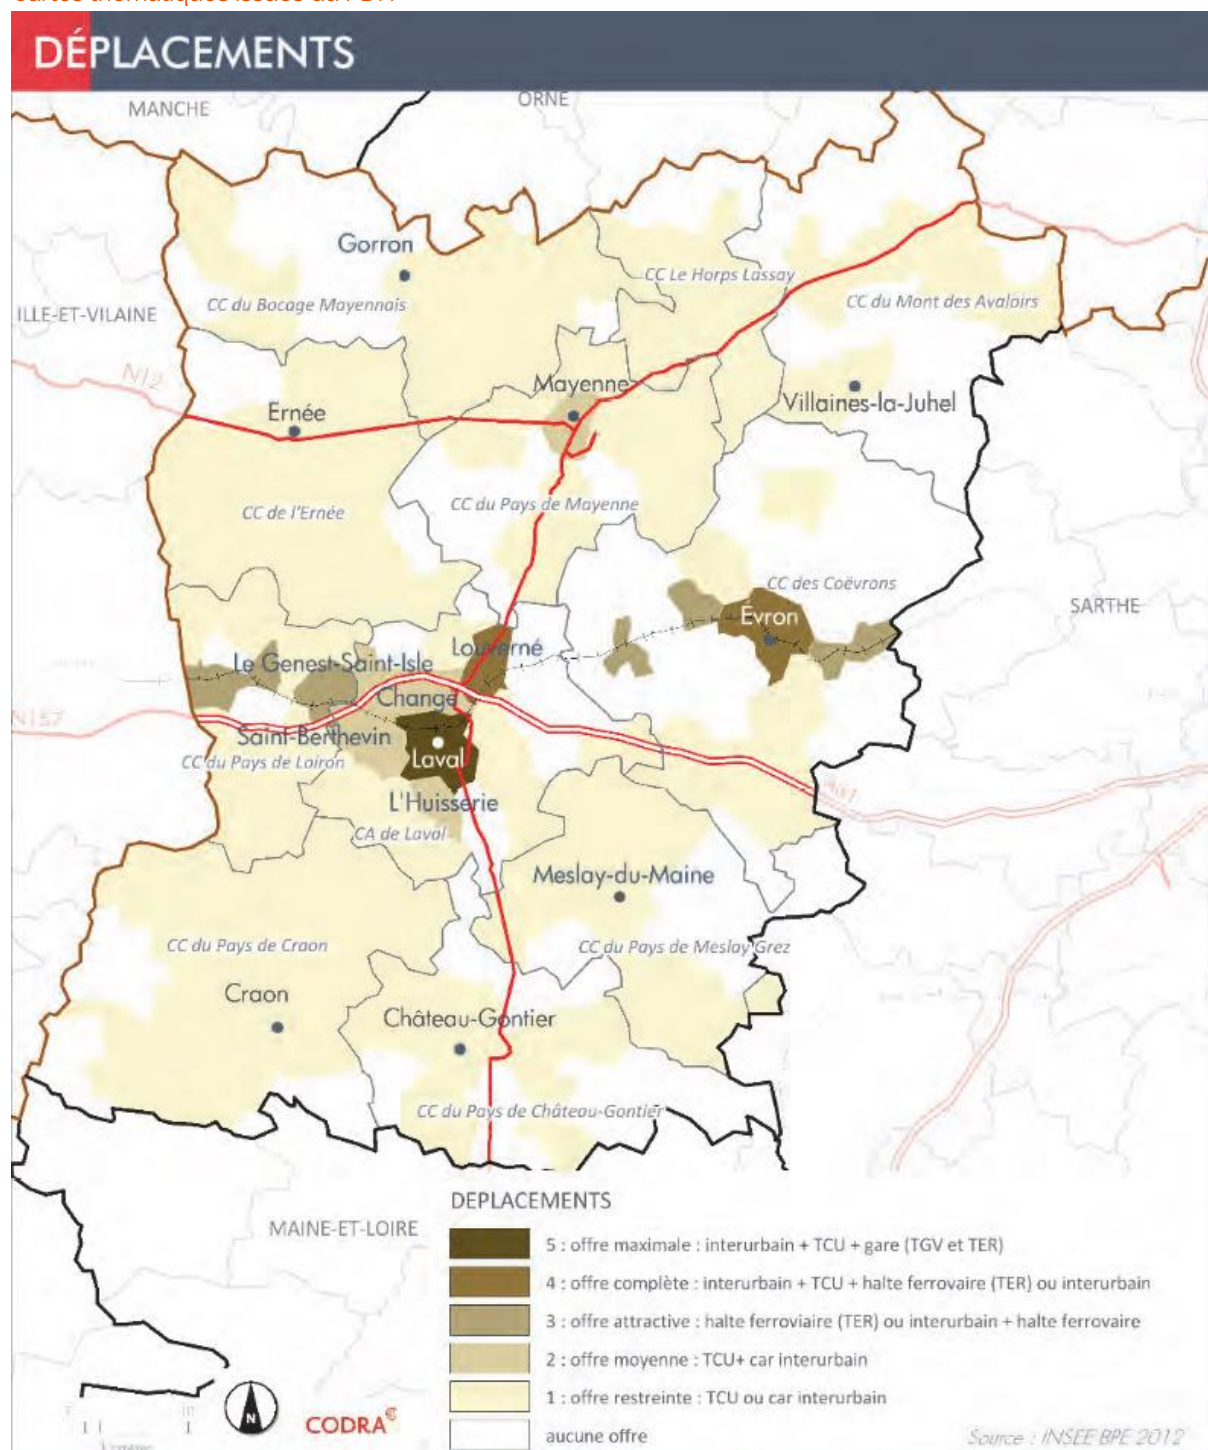 DÉPLACEMENTS
MANCHE
ORNE
Gorron
CC Le Horps Lassay
CC du Bocage Mayennais
CC du Mont des Avaloirs
ILLE-ET-VILAINE
N12
Mayenne
Ernée
Villaines-la-Juhel
CC du Pays de Mayenne
CC de l'Ernée
CC des Coëvrons
SARTHE
Évron
Louverné
Le Genest-Saint-Isle
Changé
N157
Saint-Berthevin
CC du Pays de Loiron
Laval
A81
L'Huisserie
CA de Laval
Meslay-du-Maine
CC du Pays de Craon
CC du Pays de Meslay Grez
Craon
Château-Gontier
CC du Pays de Château-Gontier
MAINE-ET-LOIRE
DEPLACEMENTS
5 : offre maximale : interurbain + TCU + gare (TGV et TER)
4 : offre complète : interurbain + TCU + halte ferrovaire (TER) ou interurbain
3 : offre attractive : halte ferroviaire (TER) ou interurbain + halte ferrovaire
2 : offre moyenne : TCU+ car interurbain
1 : offre restreinte : TCU ou car interurbain
aucune offre
N
CODRA
Source : INSEE BPE 2012